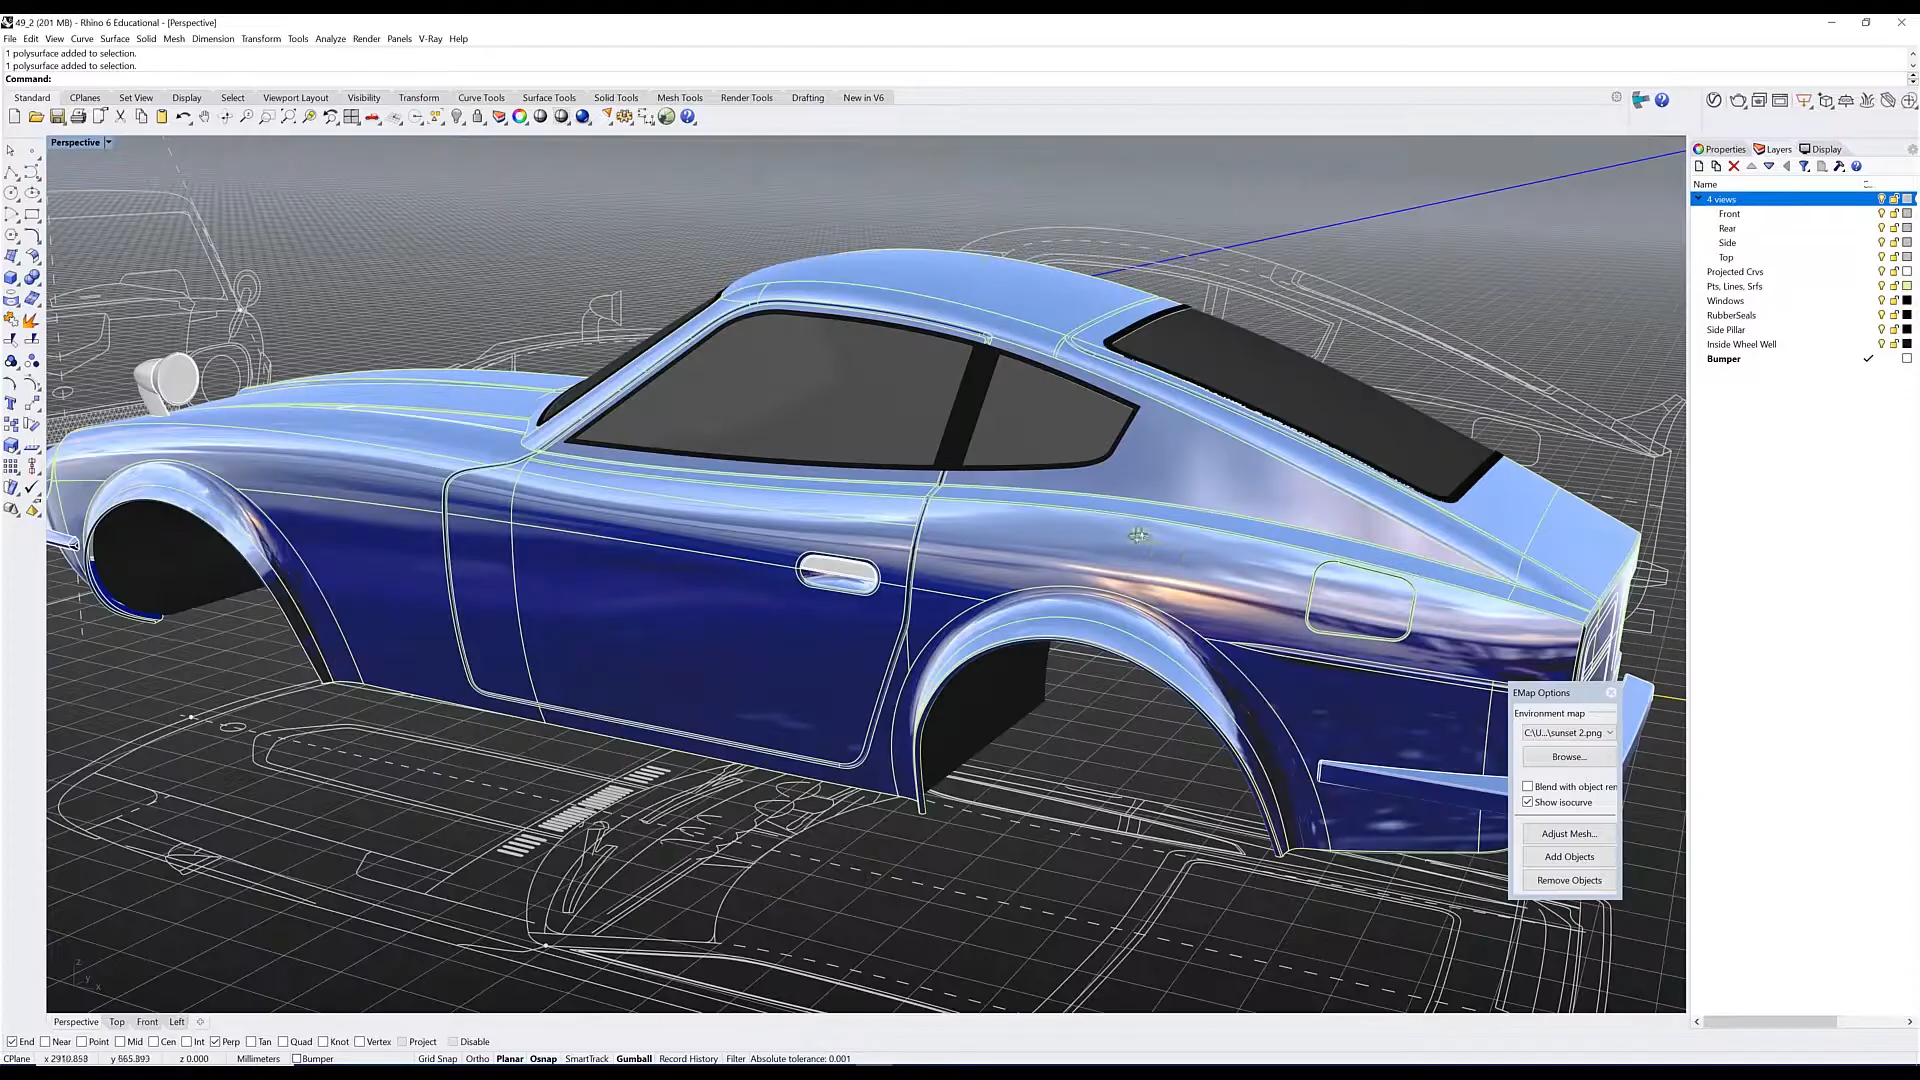 49_2 (201 MB) - Rhino 6 Educational - [Perspective]
File Edit View Curve Surface Solid Mesh Dimension Transform Tools Analyze Render Panels V-Ray Help
1 polysurface added to selection.
1 polysurface added to selection.
Command:
Standard CPlanes Set View Display Select Viewport Layout Visibility Transform Curve Tools Surface Tools Solid Tools Mesh Tools Render Tools Drafting New in V6
Perspective
Properties Layers Display
Name
4 views
Front
Rear
Side
Top
Projected Crvs
Pts, Lines, Srfs
Windows
RubberSeals
Side Pillar
Inside Wheel Well
Bumper
EMap Options
Environment map
C:\U...\sunset 2.png
Browse...
Blend with object ren
Show isocurve
Adjust Mesh...
Add Objects
Remove Objects
z
y
x
Perspective Top Front Left
End Near Point Mid Cen Int Perp Tan Quad Knot Vertex Project Disable
CPlane x 2910.858 y 665.893 z 0.000 Millimeters Bumper Grid Snap Ortho Planar Osnap SmartTrack Gumball Record History Filter Absolute tolerance: 0.001